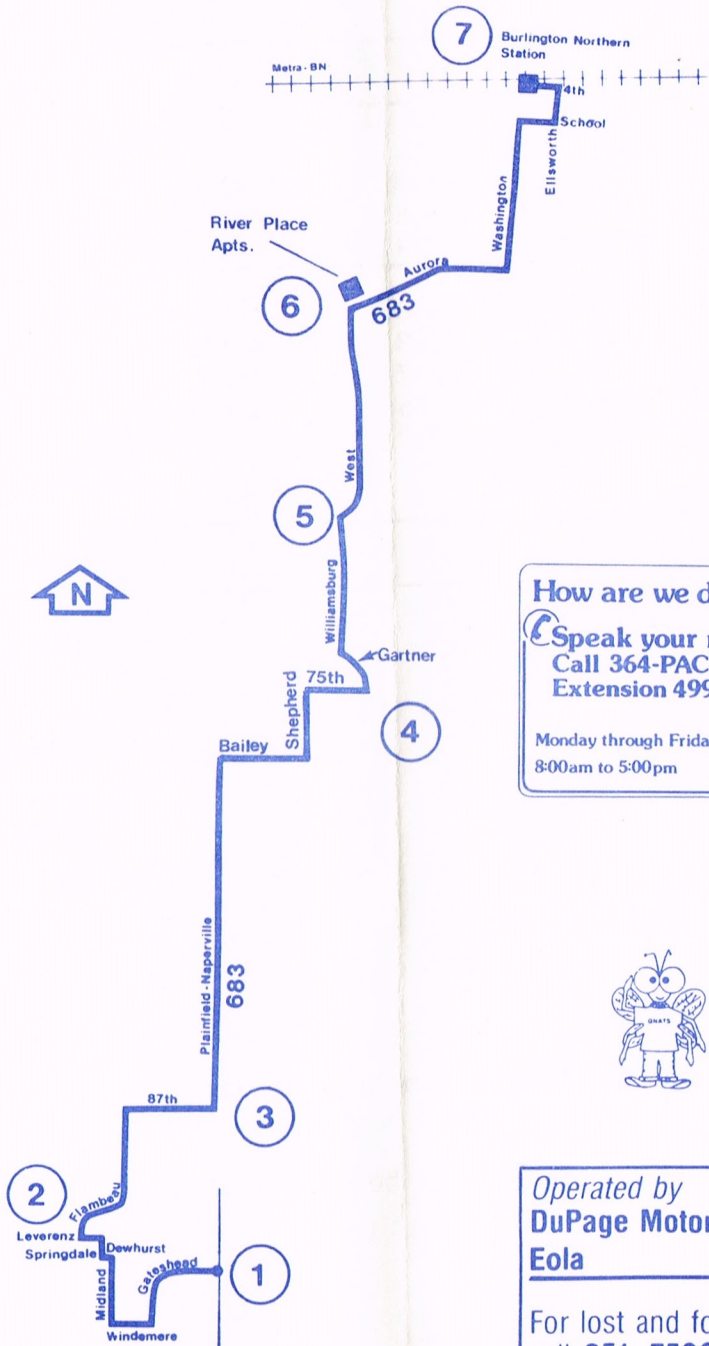 7
Burlington Northern
Station
Metra - BN
4th
School
Ellsworth
Washington
River Place
Apts.
Aurora
6
683
West
5
Williamsburg
N
Gartner
75th
Shepherd
4
Bailey
How are we d
Speak your
Call 364-PAC
Extension 499
Monday through Frida
8:00am to 5:00pm
Plainfield - Naperville
683
GNATS
87th
3
2
Flambeau
Leverenz
Springdale
Dewhurst
Gateshead
1
Midland
Windemere
Operated by
DuPage Motor
Eola
For lost and fo